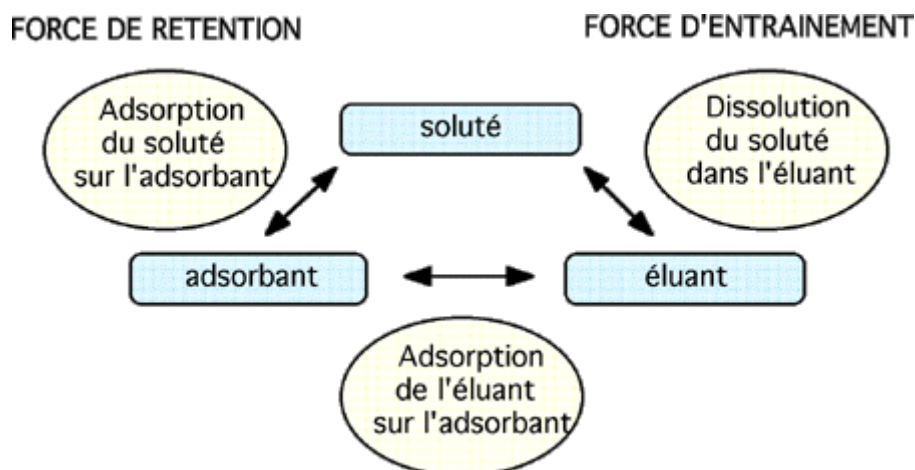 FORCE DE RETENTION
FORCE D'ENTRAINEMENT
Adsorption
du soluté
sur l'adsorbant
soluté
Dissolution
du soluté
dans l'éluant
adsorbant
éluant
Adsorption
de l'éluant
sur l'adsorbant